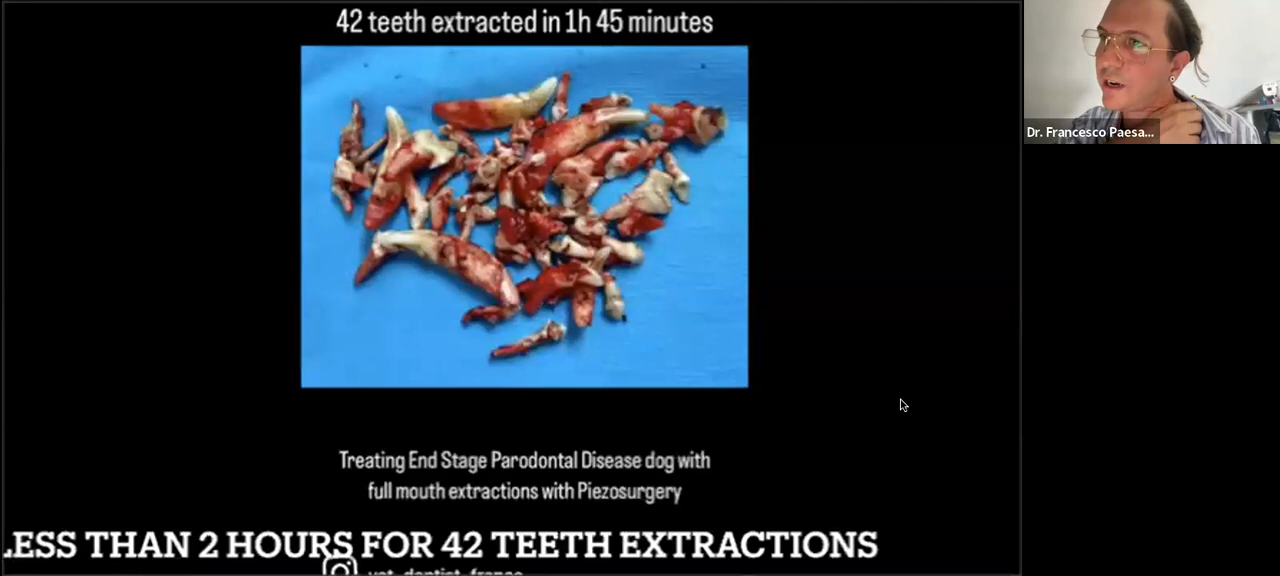 42 teeth extracted in 1h 45 minutes
Dr. Francesco Paesa...
Treating End Stage Parodontal Disease dog with
full mouth extractions with Piezosurgery
LESS THAN 2 HOURS FOR 42 TEETH EXTRACTIONS
vet_dentist_france